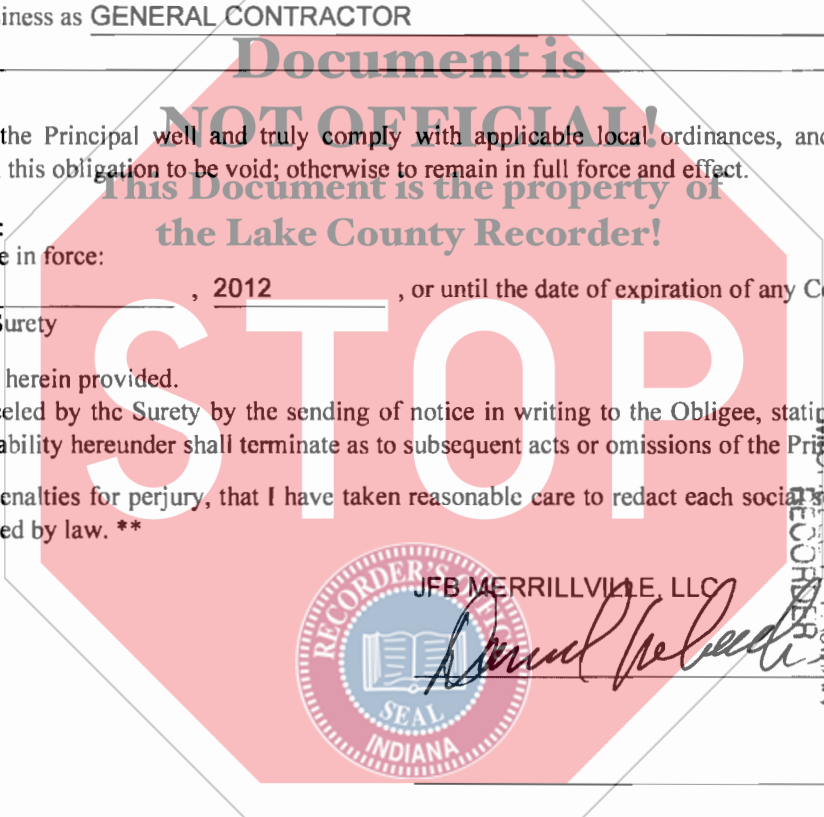 iness as GENERAL CONTRACTOR
Document is
NOT OFFICIAL!
the Principal well and truly comply with applicable local ordinances, and
this obligation to be void; otherwise to remain in full force and effect.
This Document is the property of
the Lake County Recorder!
:
e in force:
, 2012 , or until the date of expiration of any C
Surety
STOP
herein provided.
celed by the Surety by the sending of notice in writing to the Obligee, statin
ability hereunder shall terminate as to subsequent acts or omissions of the Pri
enalties for perjury, that I have taken reasonable care to redact each social s
ed by law. **
RECORDER
JFB MERRILLVILLE, LLC
RECORDER'S OFFICE
SEAL
INDIANA